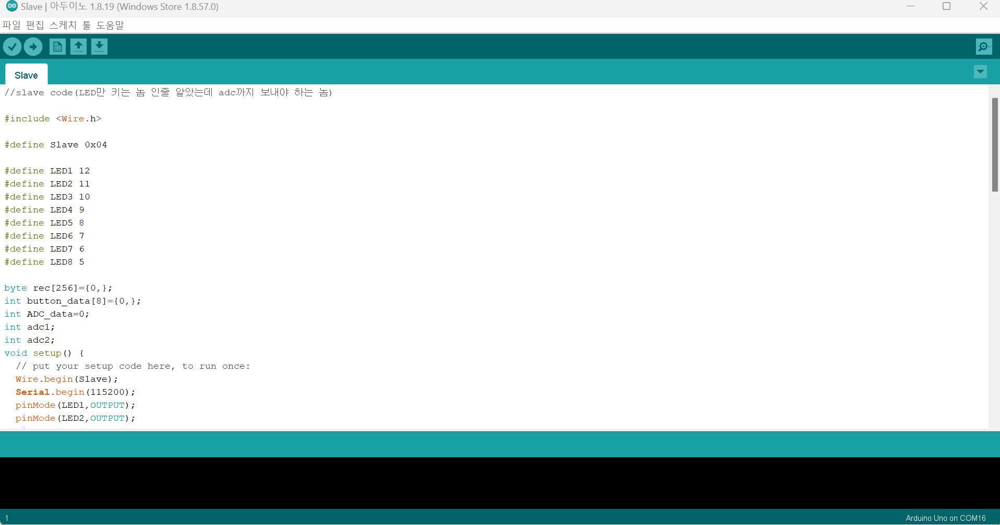 Slave | 아두이노 1.8.19 (Windows Store 1.8.57.0)
파일 편집 스케치 툴 도움말
Slave
//slave code(LED만 키는 놈 인줄 알았는데 adc까지 보내야 하는 놈)
#include <Wire.h>
#define Slave 0x04
#define LED1 12
#define LED2 11
#define LED3 10
#define LED4 9
#define LED5 8
#define LED6 7
#define LED7 6
#define LED8 5
byte rec[256]={0,};
int button_data[8]={0,};
int ADC_data=0;
int adc1;
int adc2;
void setup() {
  // put your setup code here, to run once:
  Wire.begin(Slave);
  Serial.begin(115200);
  pinMode(LED1,OUTPUT);
  pinMode(LED2,OUTPUT);
1
Arduino Uno on COM16